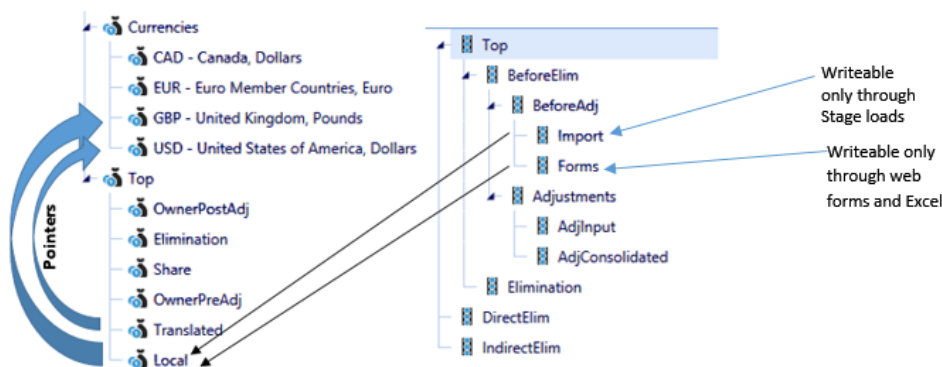 Currencies
CAD - Canada, Dollars
EUR - Euro Member Countries, Euro
GBP - United Kingdom, Pounds
USD - United States of America, Dollars
Top
OwnerPostAdj
Elimination
Share
OwnerPreAdj
Translated
Local
Pointers
Top
BeforeElim
BeforeAdj
Import
Forms
Adjustments
AdjInput
AdjConsolidated
Elimination
DirectElim
IndirectElim
Writeable
only through
Stage loads
Writeable only
through web
forms and Excel